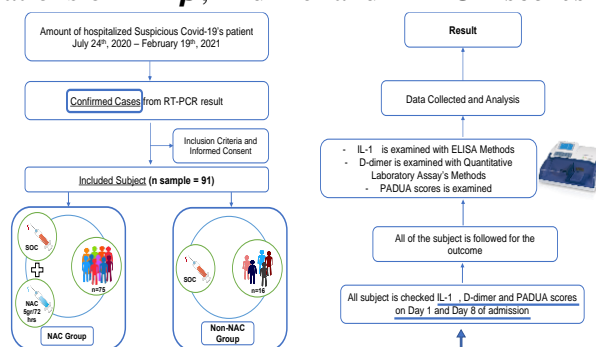 Amount of hospitalized Suspicious Covid-19's patient
July 24th, 2020 – February 19th, 2021
Confirmed Cases from RT-PCR result
Inclusion Criteria and
Informed Consent
Included Subject (n sample = 91)
SOC
NAC
5gr/72
hrs
n=75
NAC Group
SOC
n=16
Non-NAC
Group
Result
Data Collected and Analysis
- IL-1 is examined with ELISA Methods
- D-dimer is examined with Quantitative
Laboratory Assay's Methods
- PADUA scores is examined
All of the subject is followed for the
outcome
All subject is checked IL-1 , D-dimer and PADUA scores
on Day 1 and Day 8 of admission